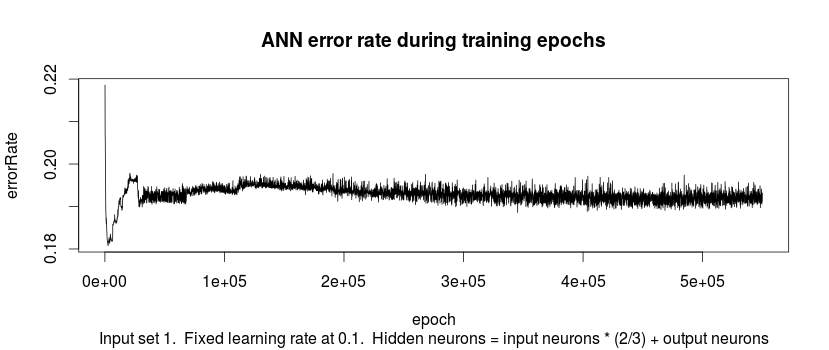 ANN error rate during training epochs
errorRate
0.22
0.20
0.18
0e+00 1e+05 2e+05 3e+05 4e+05 5e+05
epoch
Input set 1.  Fixed learning rate at 0.1.  Hidden neurons = input neurons * (2/3) + output neurons